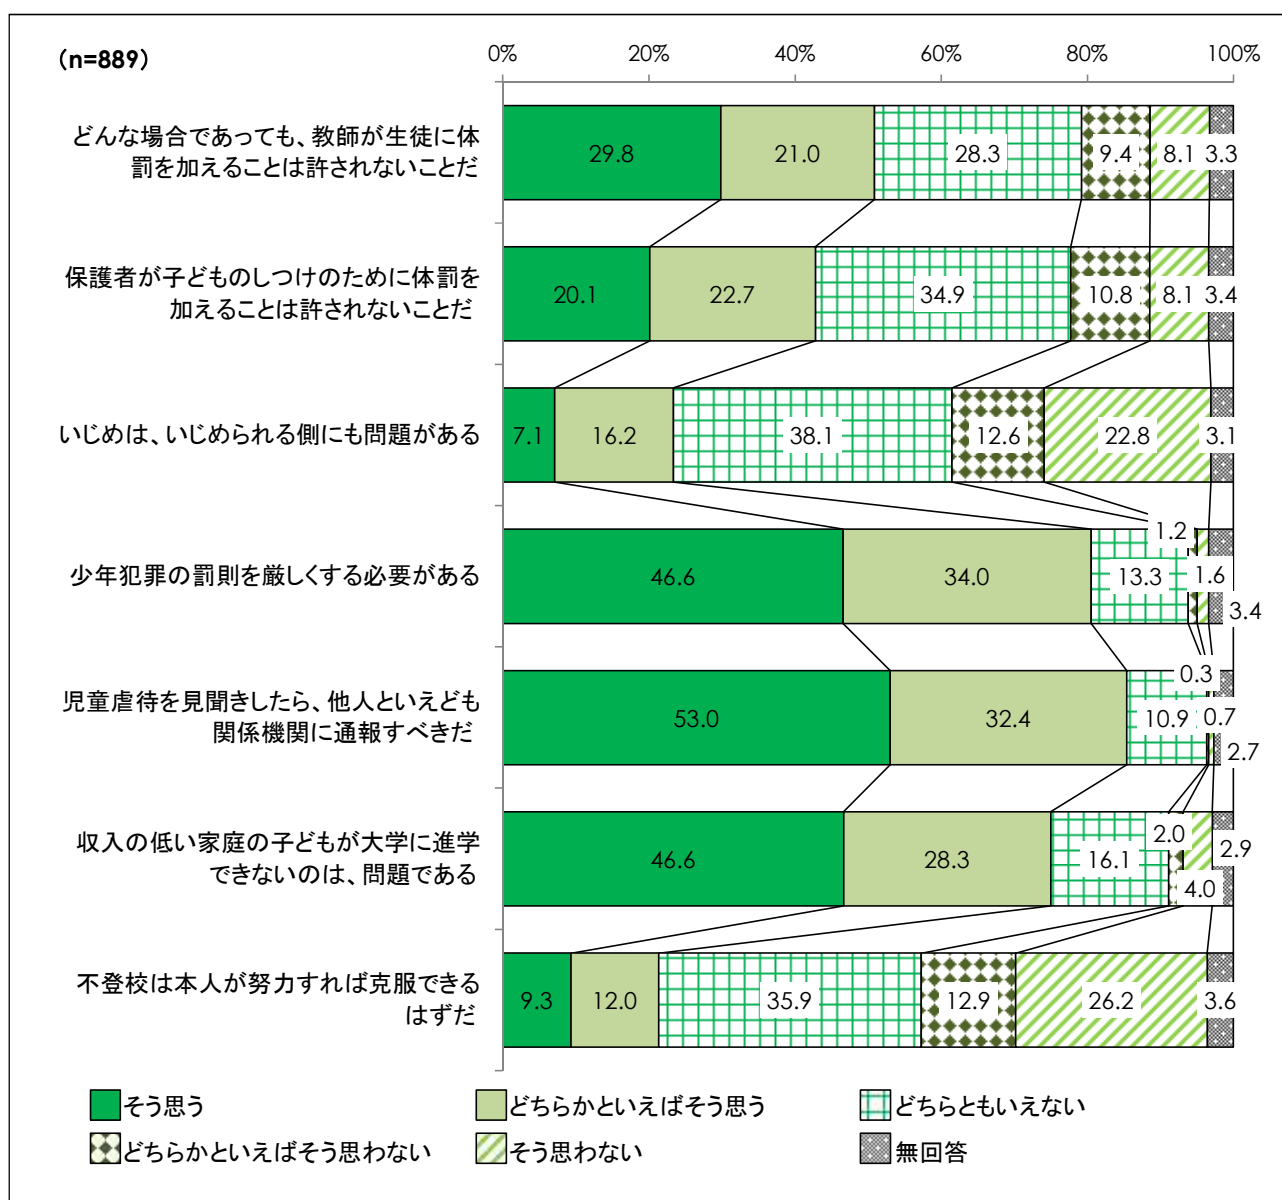 (n=889)
0% 20% 40% 60% 80% 100%
どんな場合であっても、教師が生徒に体
罰を加えることは許されないことだ
29.8 21.0 28.3 9.4 8.1 3.3
保護者が子どものしつけのために体罰を
加えることは許されないことだ
20.1 22.7 34.9 10.8 8.1 3.4
いじめは、いじめられる側にも問題がある
7.1 16.2 38.1 12.6 22.8 3.1
少年犯罪の罰則を厳しくする必要がある
46.6 34.0 13.3 1.2 1.6 3.4
児童虐待を見聞きしたら、他人といえども
関係機関に通報すべきだ
53.0 32.4 10.9 0.3 0.7 2.7
収入の低い家庭の子どもが大学に進学
できないのは、問題である
46.6 28.3 16.1 2.0 4.0 2.9
不登校は本人が努力すれば克服できる
はずだ
9.3 12.0 35.9 12.9 26.2 3.6
そう思う どちらかといえばそう思う どちらともいえない
どちらかといえばそう思わない そう思わない 無回答